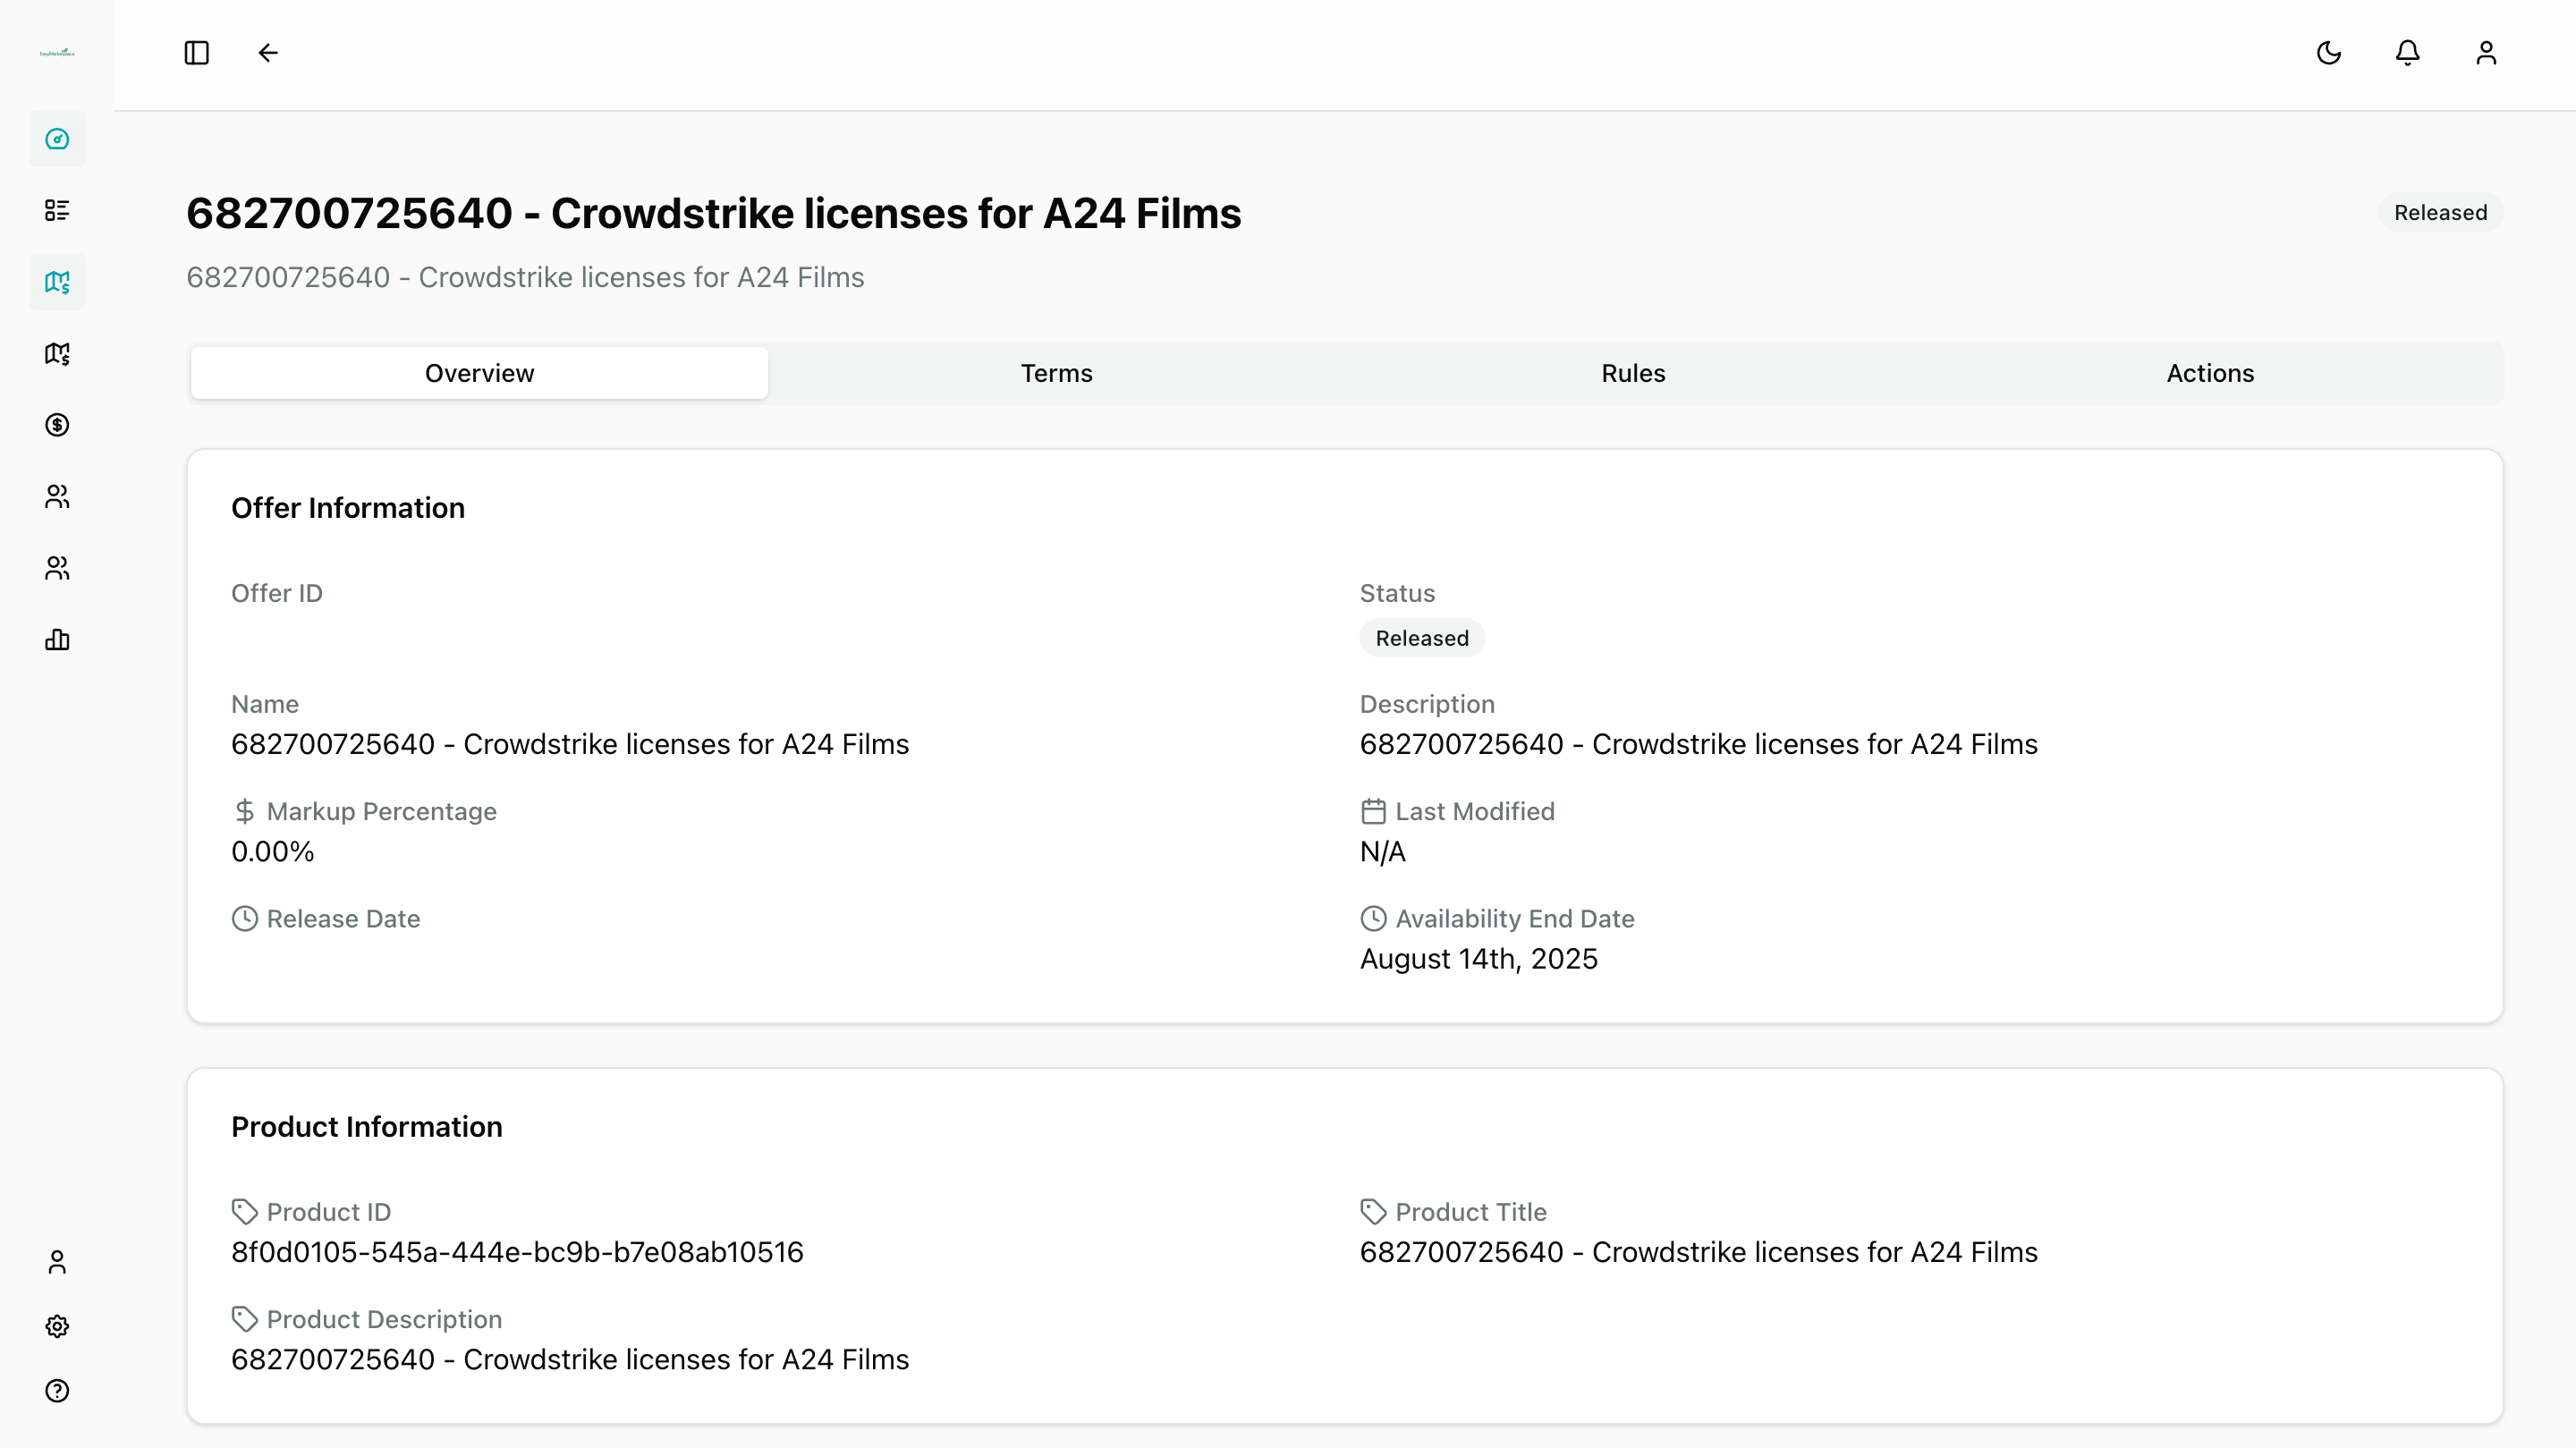 EasyMarketplace
682700725640 - Crowdstrike licenses for A24 Films
Released
682700725640 - Crowdstrike licenses for A24 Films
Overview
Terms
Rules
Actions
Offer Information
Offer ID
Status
Released
Name
682700725640 - Crowdstrike licenses for A24 Films
Description
682700725640 - Crowdstrike licenses for A24 Films
Markup Percentage
0.00%
Last Modified
N/A
Release Date
Availability End Date
August 14th, 2025
Product Information
Product ID
8f0d0105-545a-444e-bc9b-b7e08ab10516
Product Title
682700725640 - Crowdstrike licenses for A24 Films
Product Description
682700725640 - Crowdstrike licenses for A24 Films